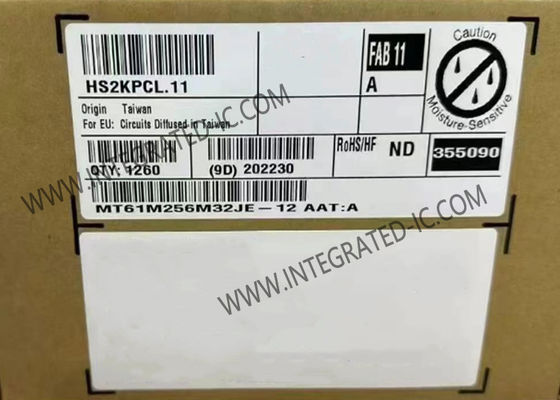 HS2KPCL.11
FAB 11
A
Caution
Moisture-Sensitive
Origin Taiwan
For EU: Circuits Diffused in Taiwan
QTY: 1260
(9D) 202230
RoHS/HF ND
355090
MT61M256M32JE-12 AAT:A
WWW.INTEGRATED-IC.COM
WWW.INTEGRATED-IC.COM